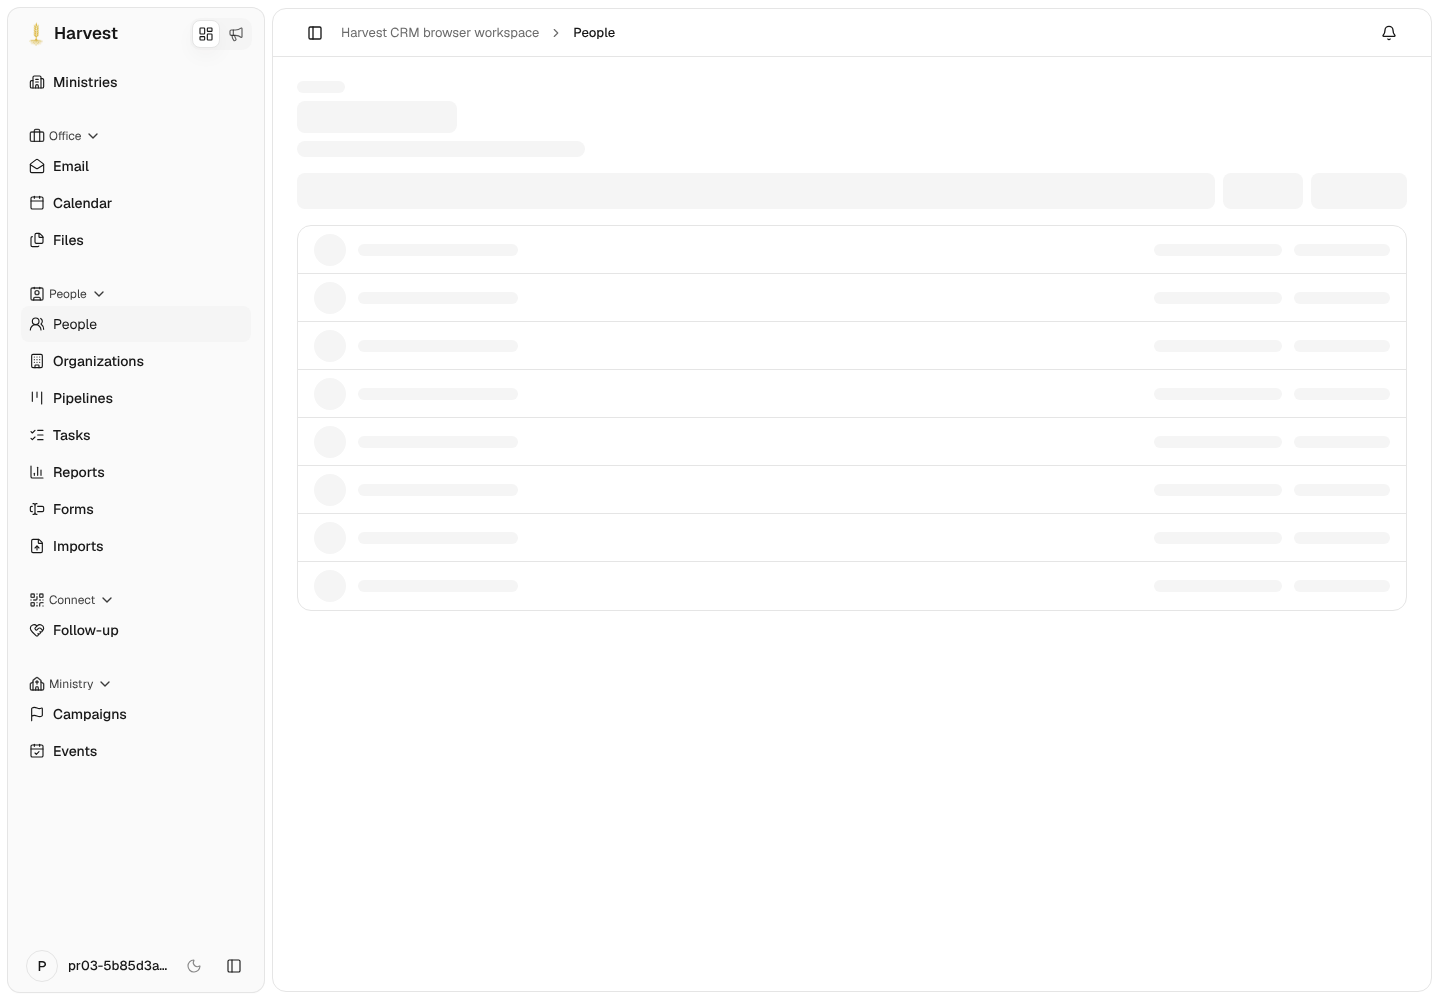 Harvest
Ministries
Office
Email
Calendar
Files
People
People
Organizations
Pipelines
Tasks
Reports
Forms
Imports
Connect
Follow-up
Ministry
Campaigns
Events
P
pr03-5b85d3a...
Harvest CRM browser workspace
People